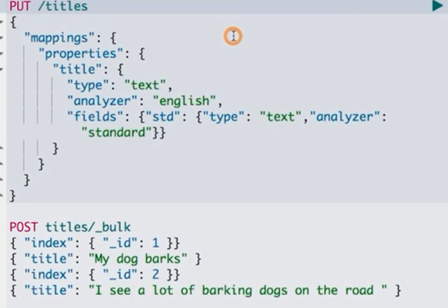 PUT /titles
{
"mappings": {
"properties": {
"title": {
"type": "text",
"analyzer": "english",
"fields": {"std": {"type": "text","analyzer":
"standard"}}
}
}
}
}
POST titles/_bulk
{ "index": { "_id": 1 }}
{ "title": "My dog barks" }
{ "index": { "_id": 2 }}
{ "title": "I see a lot of barking dogs on the road " }